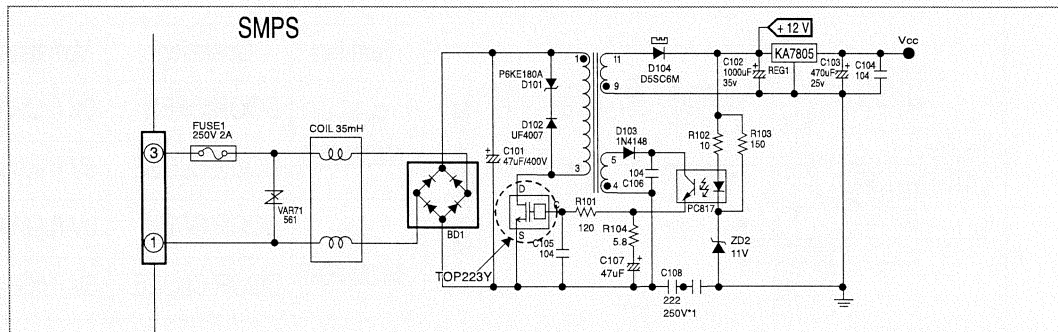 SMPS
+ 12 V
Vcc
KA7805
REG1
11
9
D104
D5SC6M
C102
1000uF
35v
+
C103
470uF
25v
+
C104
104
P6KE180A
D101
D102
UF4007
1
3
FUSE1
250V 2A
COIL 35mH
3
1
VAR71
561
BD1
+
C101
47uF/400V
D103
1N4148
5
4
104
C106
R102
10
R103
150
PC817
D
S
C
R101
120
R104
5.8
C105
104
TOP223Y
C107
47uF
+
C108
222
250V*1
ZD2
11V